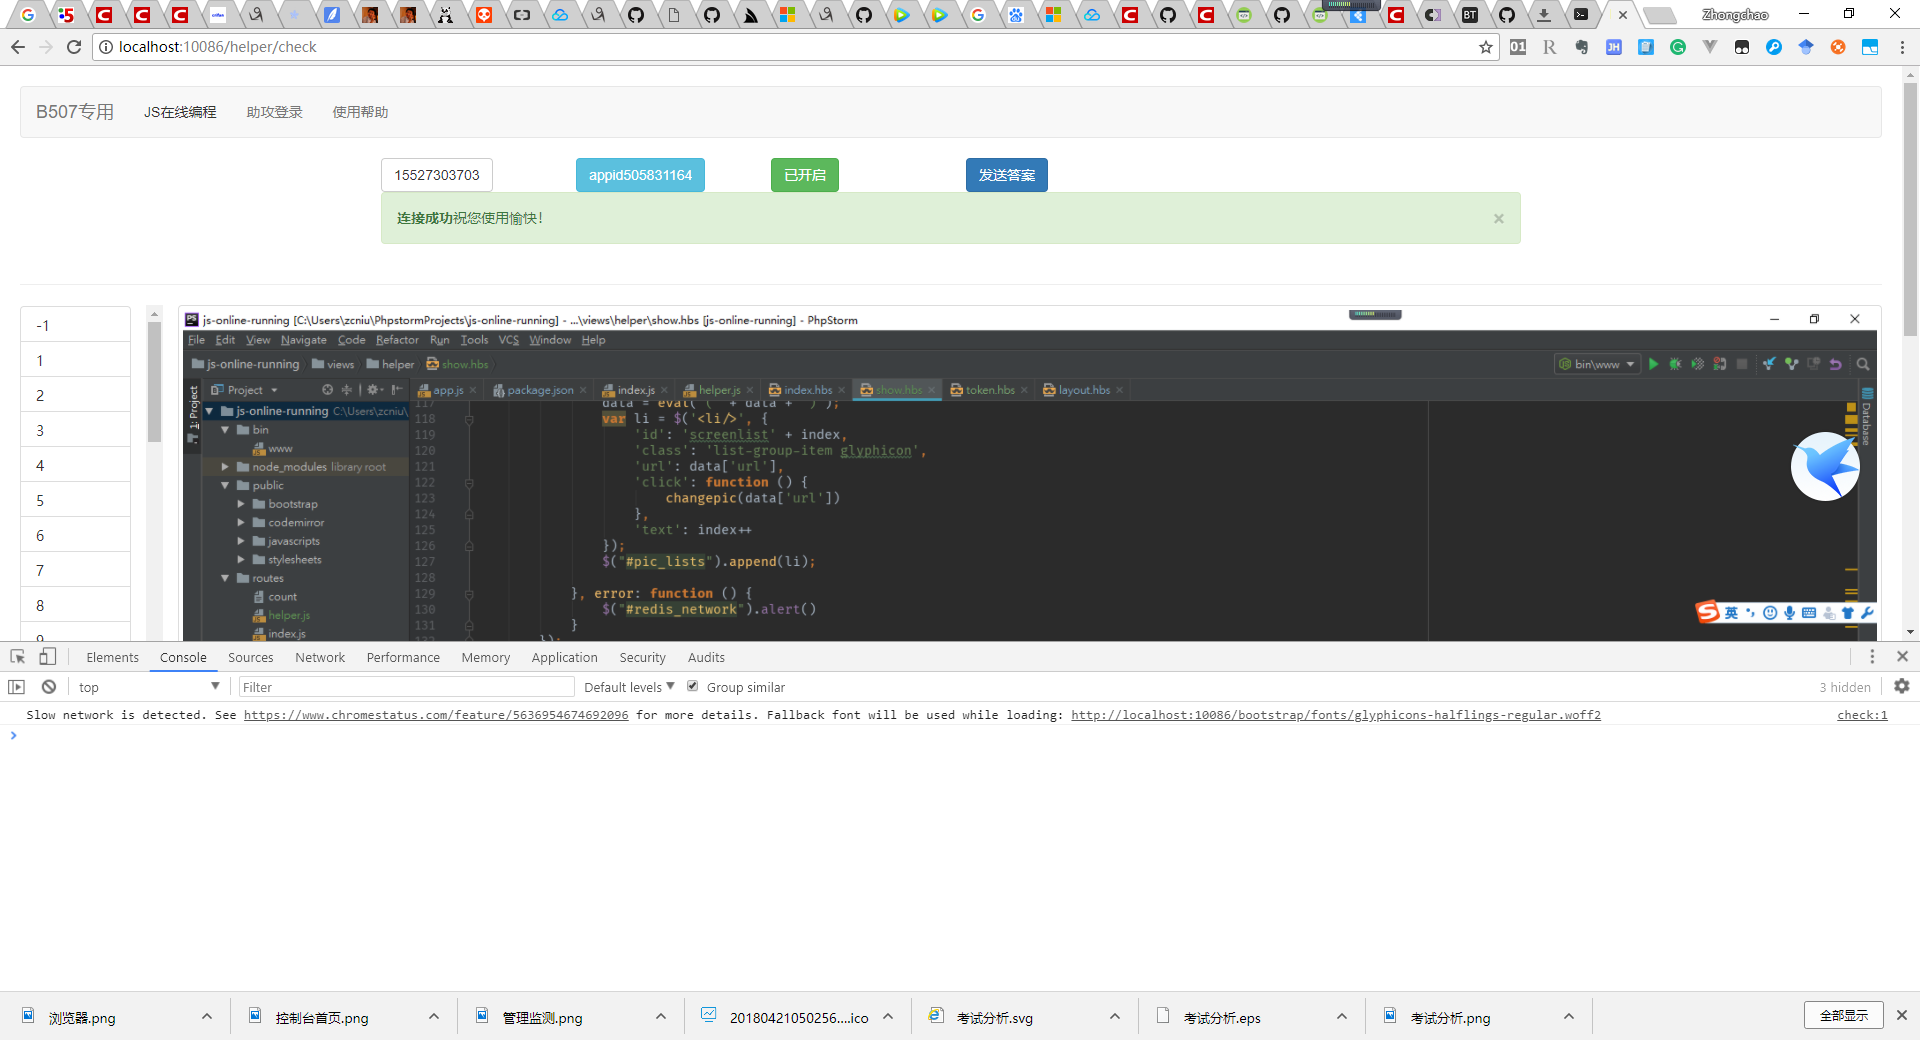 Zhongchao
localhost:10086/helper/check
B507专用
JS在线编程
助攻登录
使用帮助
15527303703
appid505831164
已开启
发送答案
连接成功祝您使用愉快！
×
-1
1
2
3
4
5
6
7
8
9
js-online-running [C:\Users\zcniu\PhpstormProjects\js-online-running] - ...\views\helper\show.hbs [js-online-running] - PhpStorm
File Edit View Navigate Code Refactor Run Tools VCS Window Help
js-online-running views helper show.hbs
bin\www
1: Project
Project
app.js package.json index.js helper.js index.hbs show.hbs token.hbs layout.hbs
Database
js-online-running C:\Users\zcniu\
bin
www
node_modules library root
public
bootstrap
codemirror
javascripts
stylesheets
routes
count
helper.js
index.js
117 data = eval('(' + data + ')');
118 var li = $('<li/>', {
119 'id': 'screenlist' + index,
120 'class': 'list-group-item glyphicon',
121 'url': data['url'],
122 'click': function () {
123 changepic(data['url'])
124 },
125 'text': index++
126 });
127 $("#pic_lists").append(li);
128
129 }, error: function () {
130 $("#redis_network").alert()
131 }
132 });
英
Elements Console Sources Network Performance Memory Application Security Audits
top
Filter
Default levels
Group similar
3 hidden
Slow network is detected. See https://www.chromestatus.com/feature/5636954674692096 for more details. Fallback font will be used while loading: http://localhost:10086/bootstrap/fonts/glyphicons-halflings-regular.woff2
check:1
浏览器.png
控制台首页.png
管理监测.png
20180421050256....ico
考试分析.svg
考试分析.eps
考试分析.png
全部显示